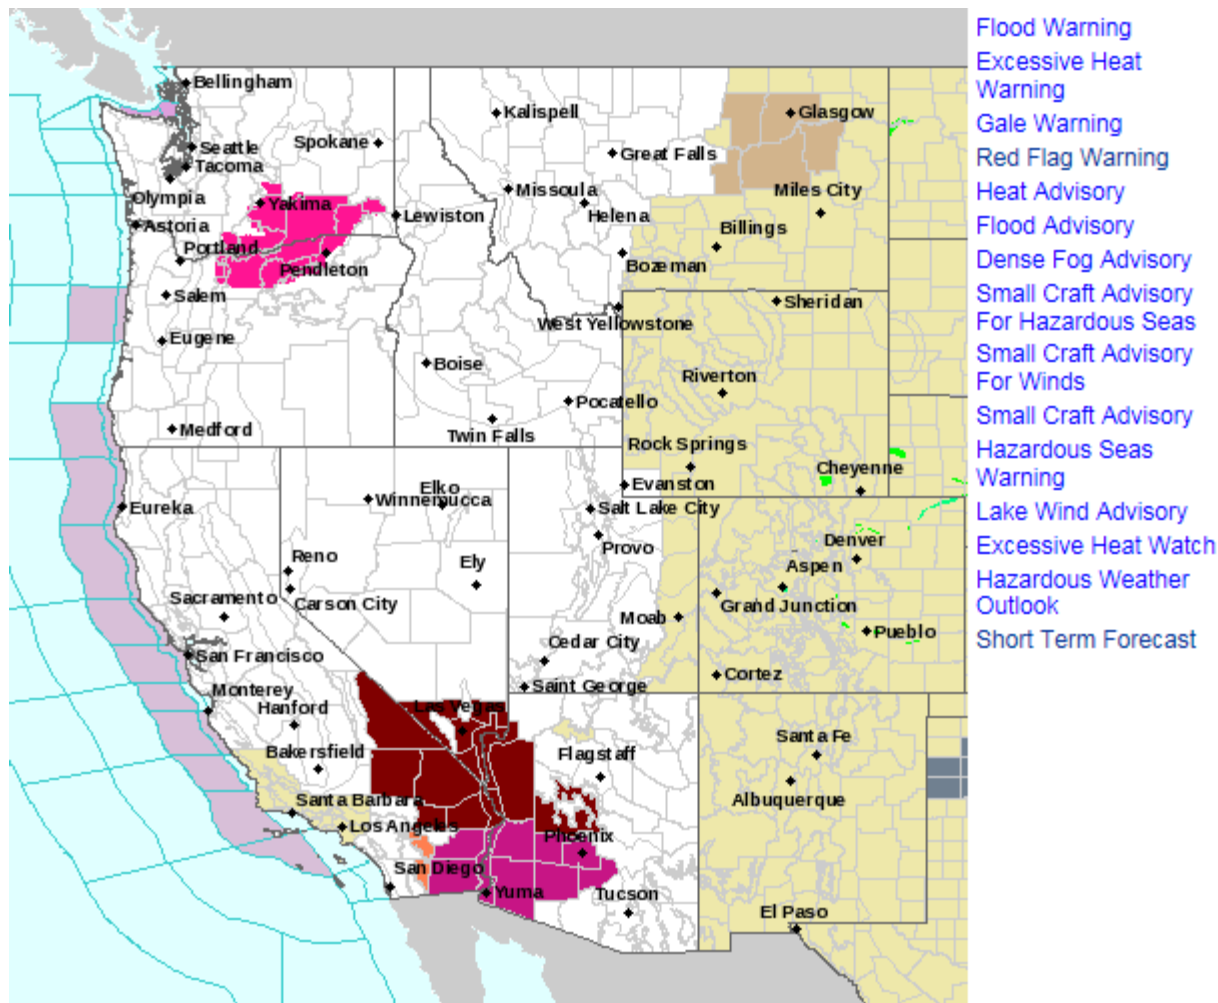 Flood Warning
Excessive Heat
Warning
Gale Warning
Red Flag Warning
Heat Advisory
Flood Advisory
Dense Fog Advisory
Small Craft Advisory
For Hazardous Seas
Small Craft Advisory
For Winds
Small Craft Advisory
Hazardous Seas
Warning
Lake Wind Advisory
Excessive Heat Watch
Hazardous Weather
Outlook
Short Term Forecast
Bellingham
Kalispell
Glasgow
Seattle
Spokane
Great Falls
Tacoma
Olympia
Yakima
Missoula
Miles City
Astoria
Lewiston
Helena
Billings
Portland
Pendleton
Bozeman
Salem
Sheridan
West Yellowstone
Eugene
Boise
Riverton
Pocatello
Medford
Twin Falls
Rock Springs
Cheyenne
Elko
Evanston
Winnemucca
Eureka
Salt Lake City
Provo
Denver
Reno
Ely
Aspen
Sacramento
Carson City
Grand Junction
Moab
Pueblo
Cedar City
San Francisco
Cortez
Saint George
Monterey
Hanford
Las Vegas
Santa Fe
Bakersfield
Flagstaff
Albuquerque
Santa Barbara
Los Angeles
Phoenix
San Diego
Yuma
Tucson
El Paso